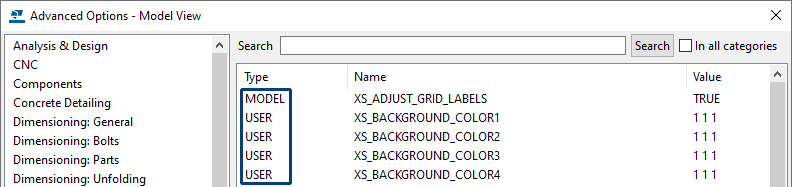 Advanced Options - Model View
Analysis & Design
CNC
Components
Concrete Detailing
Dimensioning: General
Dimensioning: Bolts
Dimensioning: Parts
Dimensioning: Unfolding
Search Search In all categories
Type Name Value
MODEL XS_ADJUST_GRID_LABELS TRUE
USER XS_BACKGROUND_COLOR1 1 1 1
USER XS_BACKGROUND_COLOR2 1 1 1
USER XS_BACKGROUND_COLOR3 1 1 1
USER XS_BACKGROUND_COLOR4 1 1 1